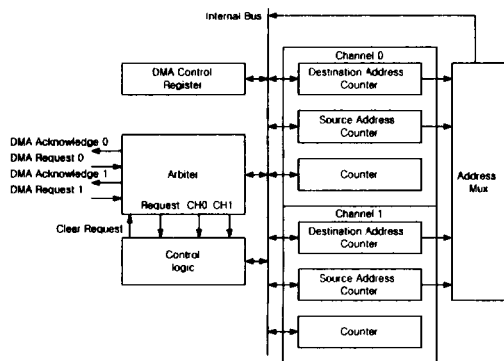 Internal Bus
Channel 0
DMA Control
Register
Destination Address
Counter
Source Address
Counter
DMA Acknowledge 0
DMA Request 0
DMA Acknowledge 1
DMA Request 1
Arbiter
Request CH0 CH1
Counter
Address
Mux
Channel 1
Clear Request
Control
logic
Destination Address
Counter
Source Address
Counter
Counter